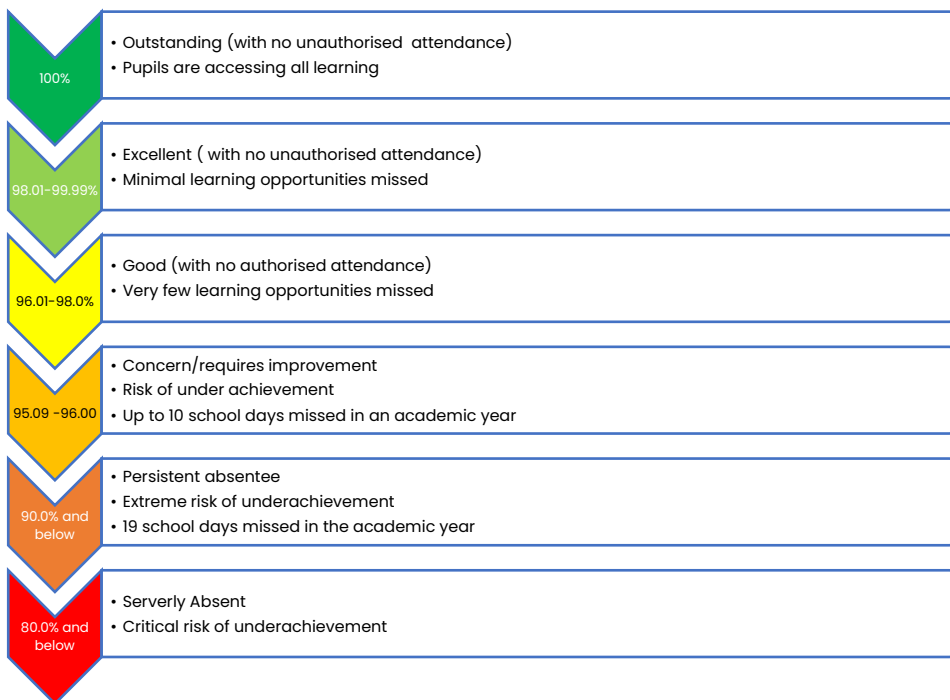 100%
• Outstanding (with no unauthorised  attendance)
• Pupils are accessing all learning
98.01-99.99%
• Excellent ( with no unauthorised attendance)
• Minimal learning opportunities missed
96.01-98.0%
• Good (with no authorised attendance)
• Very few learning opportunities missed
95.09 -96.00
• Concern/requires improvement
• Risk of under achievement
• Up to 10 school days missed in an academic year
90.0% and
below
• Persistent absentee
• Extreme risk of underachievement
• 19 school days missed in the academic year
80.0% and
below
• Serverly Absent
• Critical risk of underachievement